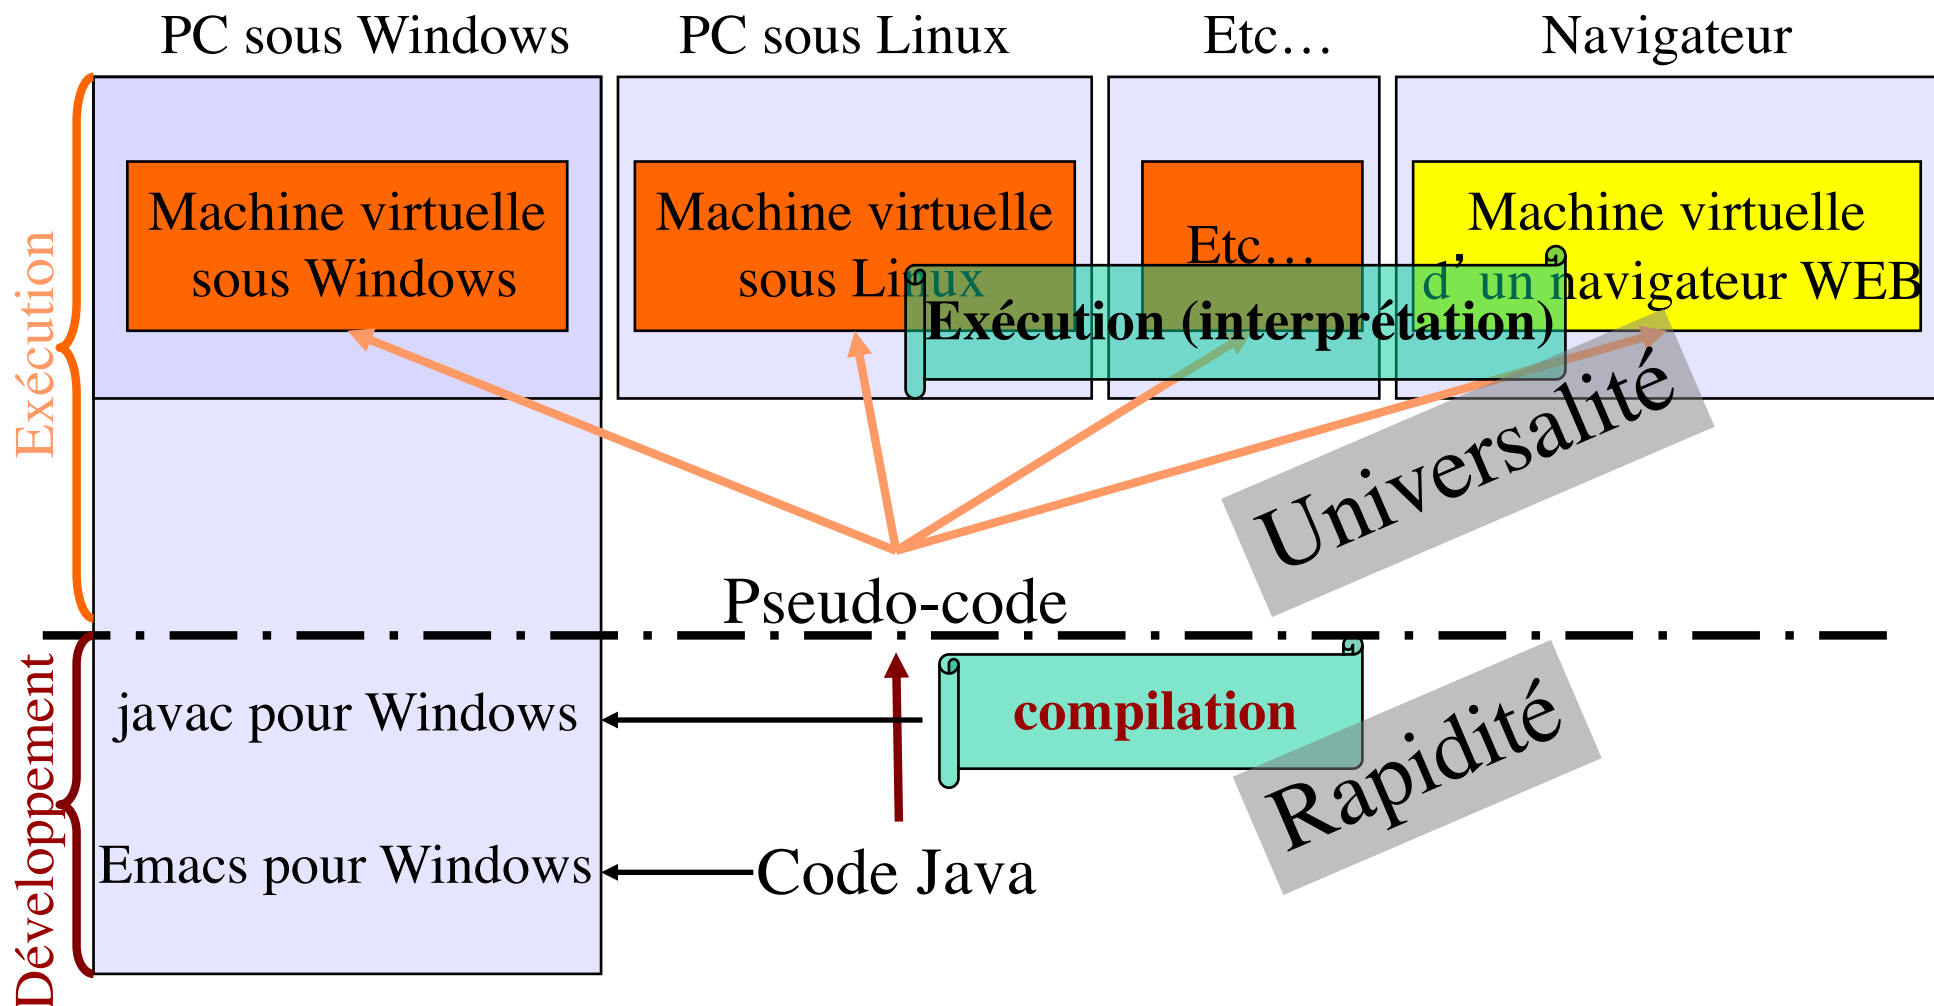 PC sous Windows
PC sous Linux
Etc…
Navigateur
Machine virtuelle
sous Windows
Machine virtuelle
sous Linux
Etc…
Machine virtuelle
d’un navigateur WEB
Exécution (interprétation)
Exécution
Universalité
Pseudo-code
Développement
javac pour Windows
compilation
Rapidité
Emacs pour Windows
Code Java